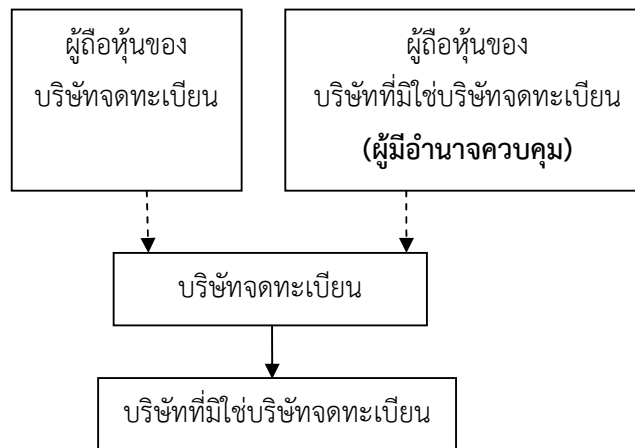 ผู้ถือหุ้นของ
บริษัทจดทะเบียน
ผู้ถือหุ้นของ
บริษัทที่มิใช่บริษัทจดทะเบียน
(ผู้มีอำนาจควบคุม)
บริษัทจดทะเบียน
บริษัทที่มิใช่บริษัทจดทะเบียน